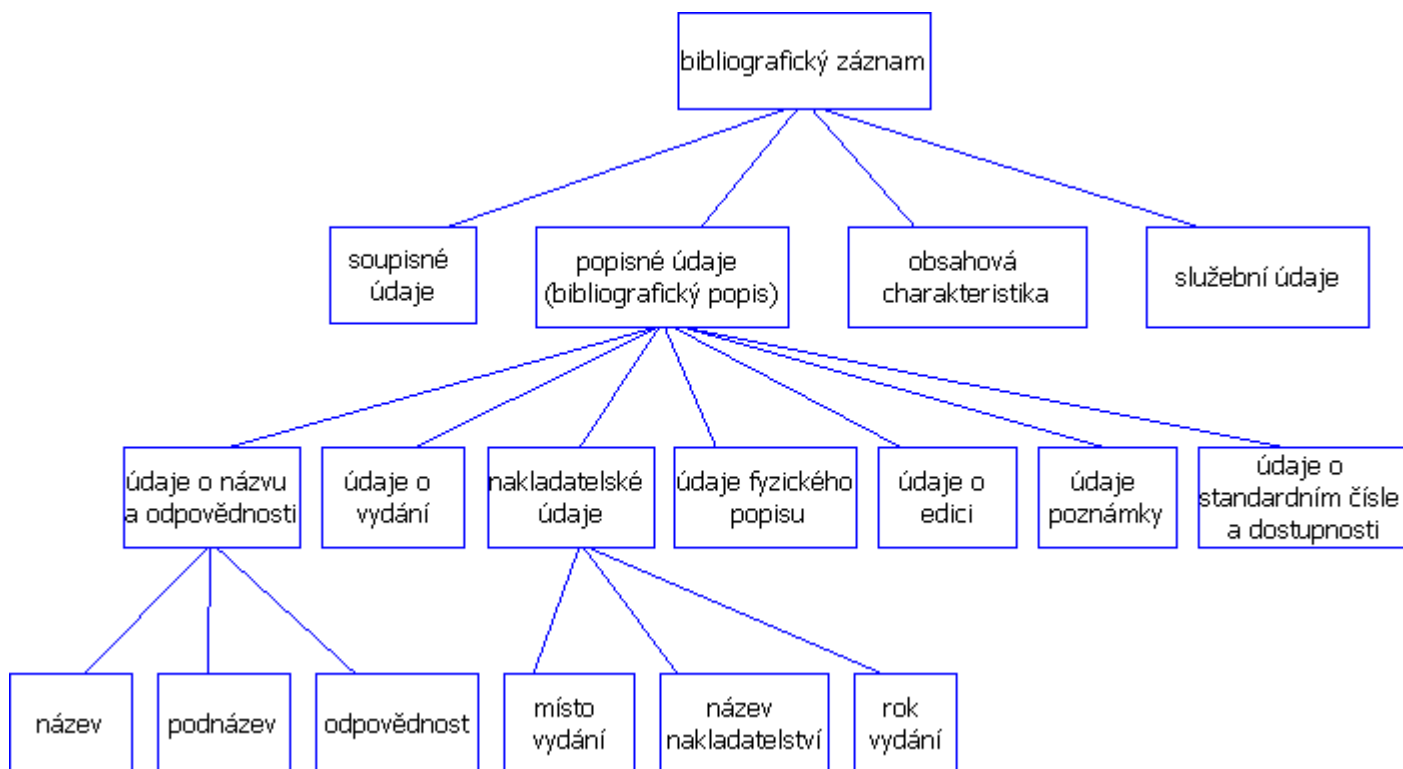 bibliografický záznam
soupisné
údaje
popisné údaje
(bibliografický popis)
obsahová
charakteristika
služební údaje
údaje o názvu
a odpovědnosti
údaje o
vydání
nakladatelské
údaje
údaje fyzického
popisu
údaje o
edici
údaje
poznámky
údaje o
standardním čísle
a dostupnosti
název
podnázev
odpovědnost
místo
vydání
název
nakladatelství
rok
vydání